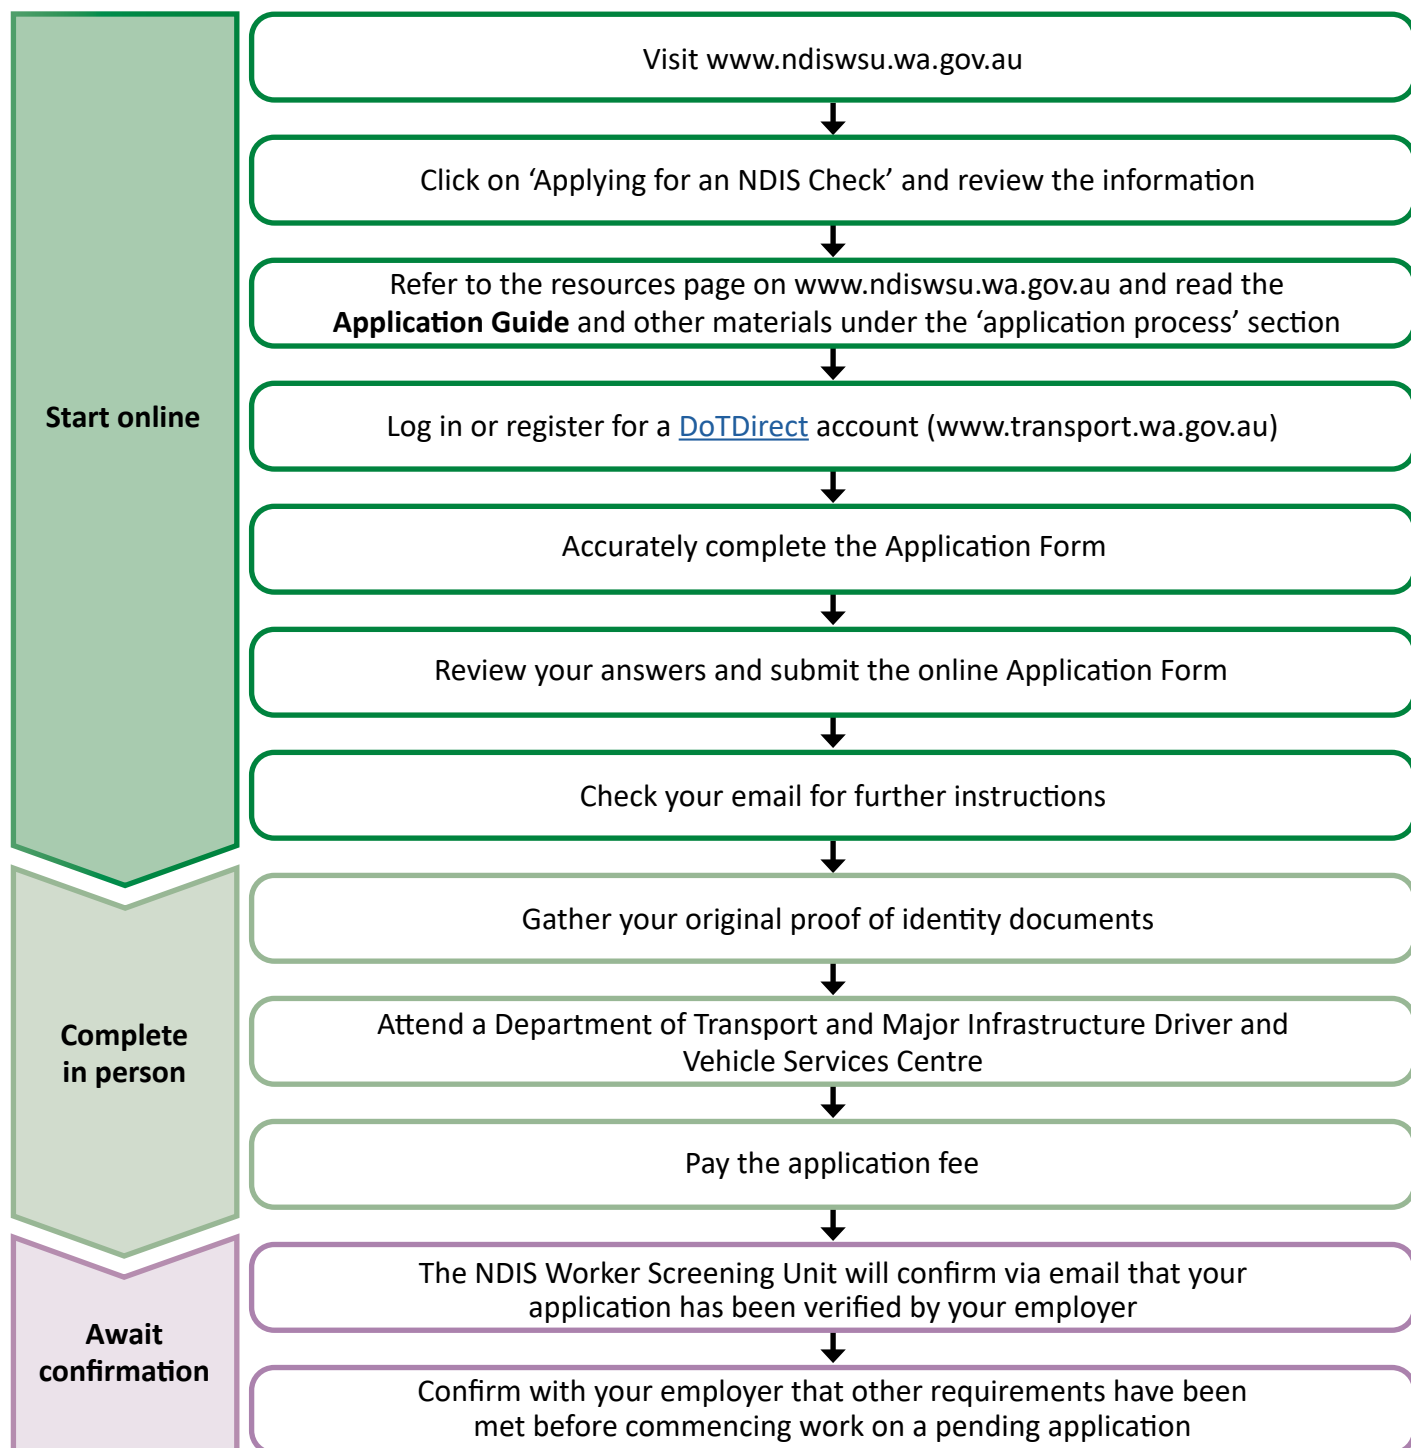 Start online
Visit www.ndiswsu.wa.gov.au
Click on ‘Applying for an NDIS Check’ and review the information
Refer to the resources page on www.ndiswsu.wa.gov.au and read the
Application Guide and other materials under the ‘application process’ section
Log in or register for a DoTDirect account (www.transport.wa.gov.au)
Accurately complete the Application Form
Review your answers and submit the online Application Form
Check your email for further instructions
Complete
in person
Gather your original proof of identity documents
Attend a Department of Transport and Major Infrastructure Driver and
Vehicle Services Centre
Pay the application fee
Await
confirmation
The NDIS Worker Screening Unit will confirm via email that your
application has been verified by your employer
Confirm with your employer that other requirements have been
met before commencing work on a pending application